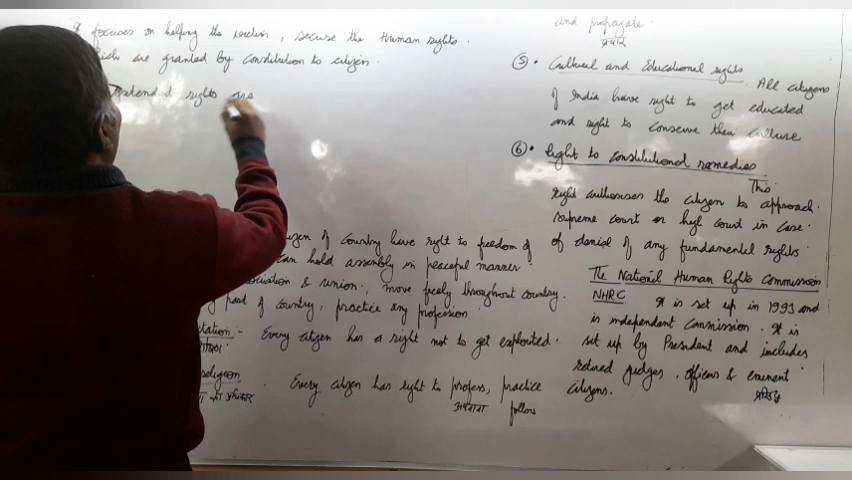 It focuses on helping the victim, secure the Human rights
which are granted by constitution to citizen.
extend it rights are
citizen of country have right to freedom of
can hold assembly in peaceful manner
association & union, move freely throughout country.
part of country, practice any profession
Every citizen has a right not to get exploited.
religion
Every citizen has right to profess, practice
अपनाना follow
and propagate.
प्रचार
⑤ • Cultural and Educational rights. All citizens
of India have right to get educated
and right to conserve their culture
⑥ • Right to constitutional remedies
This
right authorises the citizen to approach
supreme court or high court in case
of denial of any fundamental rights
The National Human Rights Commission
NHRC It is set up in 1993 and
is independent Commission. It is
set up by President and includes
retired judges, officers & eminent
citizens.